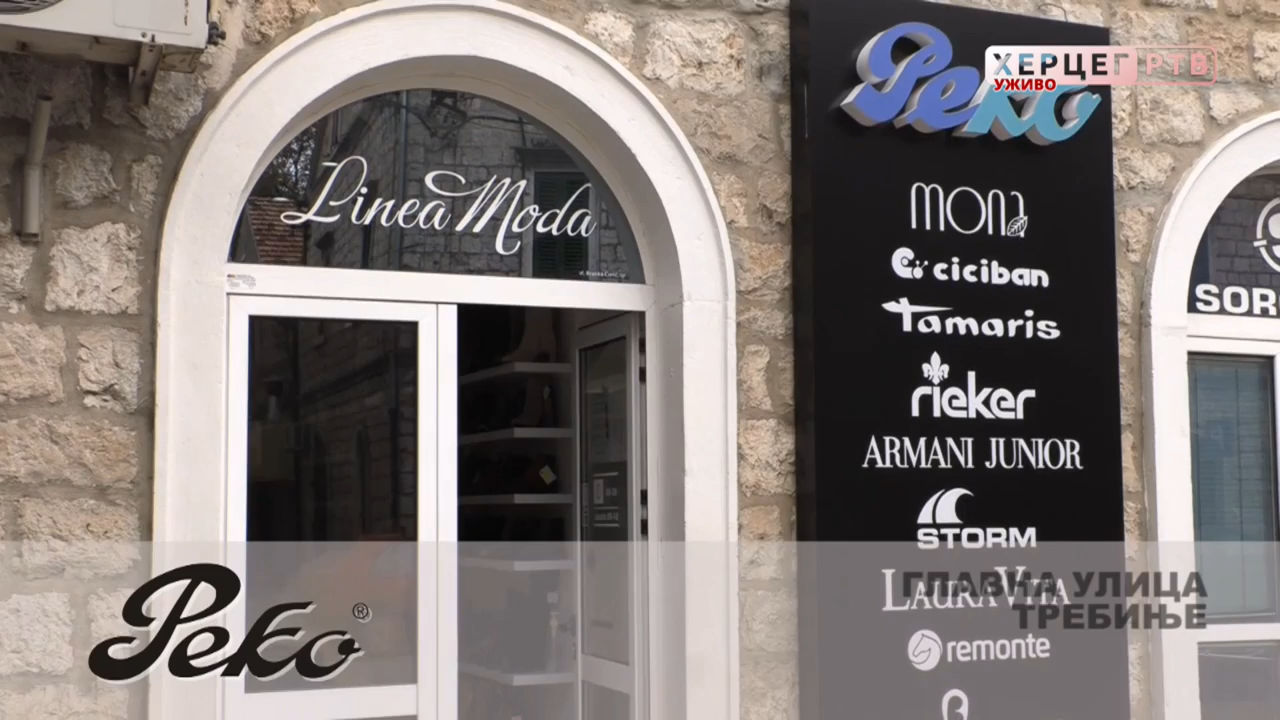 Linea Moda
Peko
ХЕРЦЕГ РТВ
УЖИВО
mona
ciciban
Tamaris
rieker
ARMANI JUNIOR
STORM
LAURA VITA
remonte
SOR
Peko®
ГЛАВНА УЛИЦА
ТРЕБИЊЕ